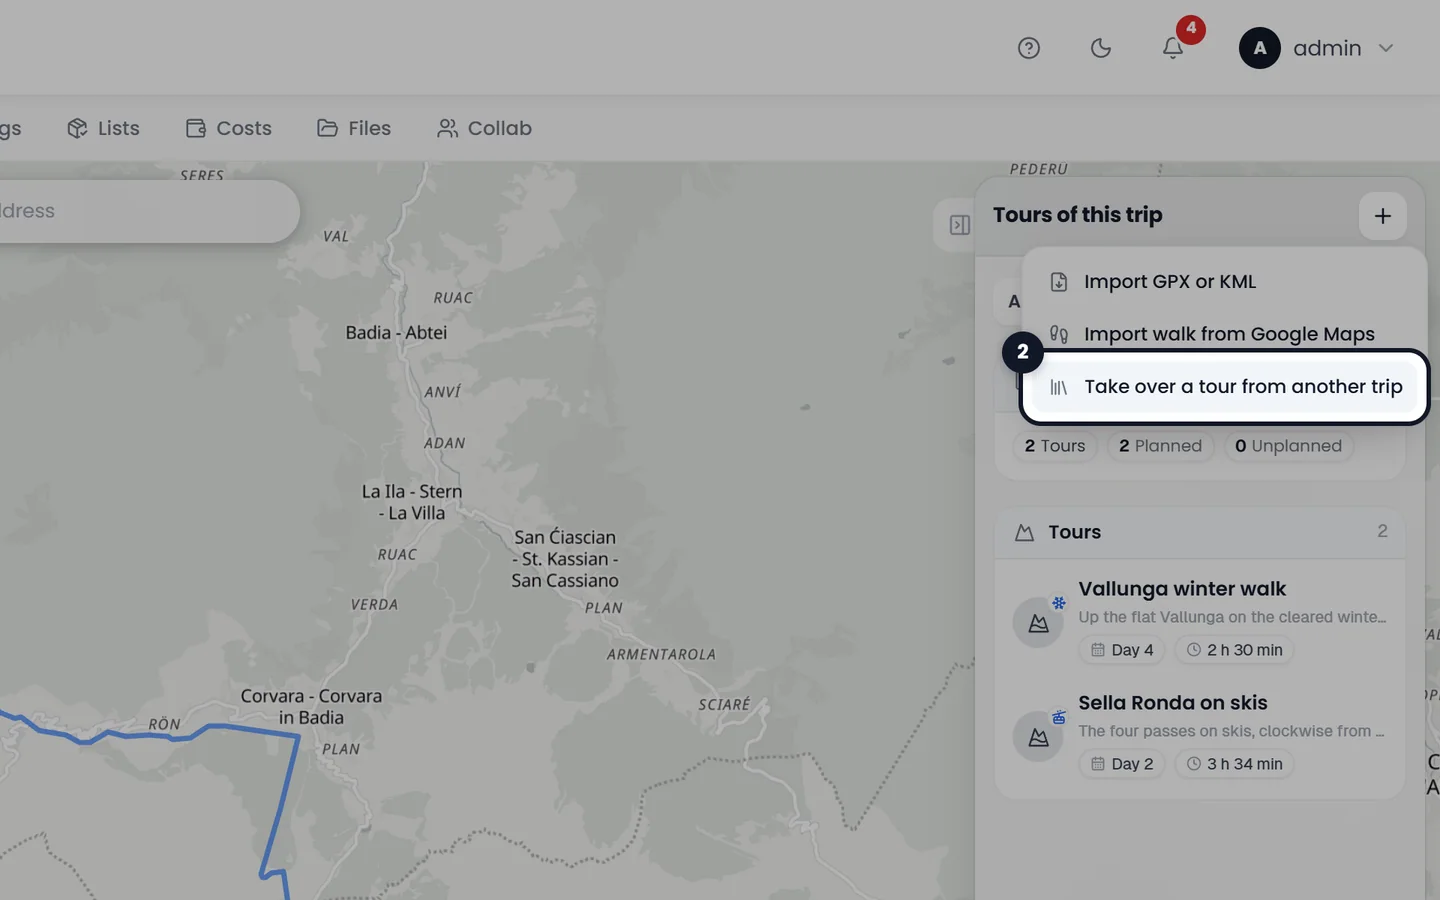 4
A
admin
gs
Lists
Costs
Files
Collab
SERES
PEDERÜ
ddress
Tours of this trip
VAL
RUAC
Badia - Abtei
ANVÍ
ADAN
La Ila - Stern
- La Villa
San Ćiascian
- St. Kassian -
San Cassiano
RUAC
VERDA
PLAN
ARMENTAROLA
Corvara - Corvara
in Badia
RÖN
PLAN
SCIARÉ
A
Import GPX or KML
Import walk from Google Maps
2
Take over a tour from another trip
2 Tours
2 Planned
0 Unplanned
Tours
2
Vallunga winter walk
Up the flat Vallunga on the cleared winte...
Day 4
2 h 30 min
Sella Ronda on skis
The four passes on skis, clockwise from ...
Day 2
3 h 34 min